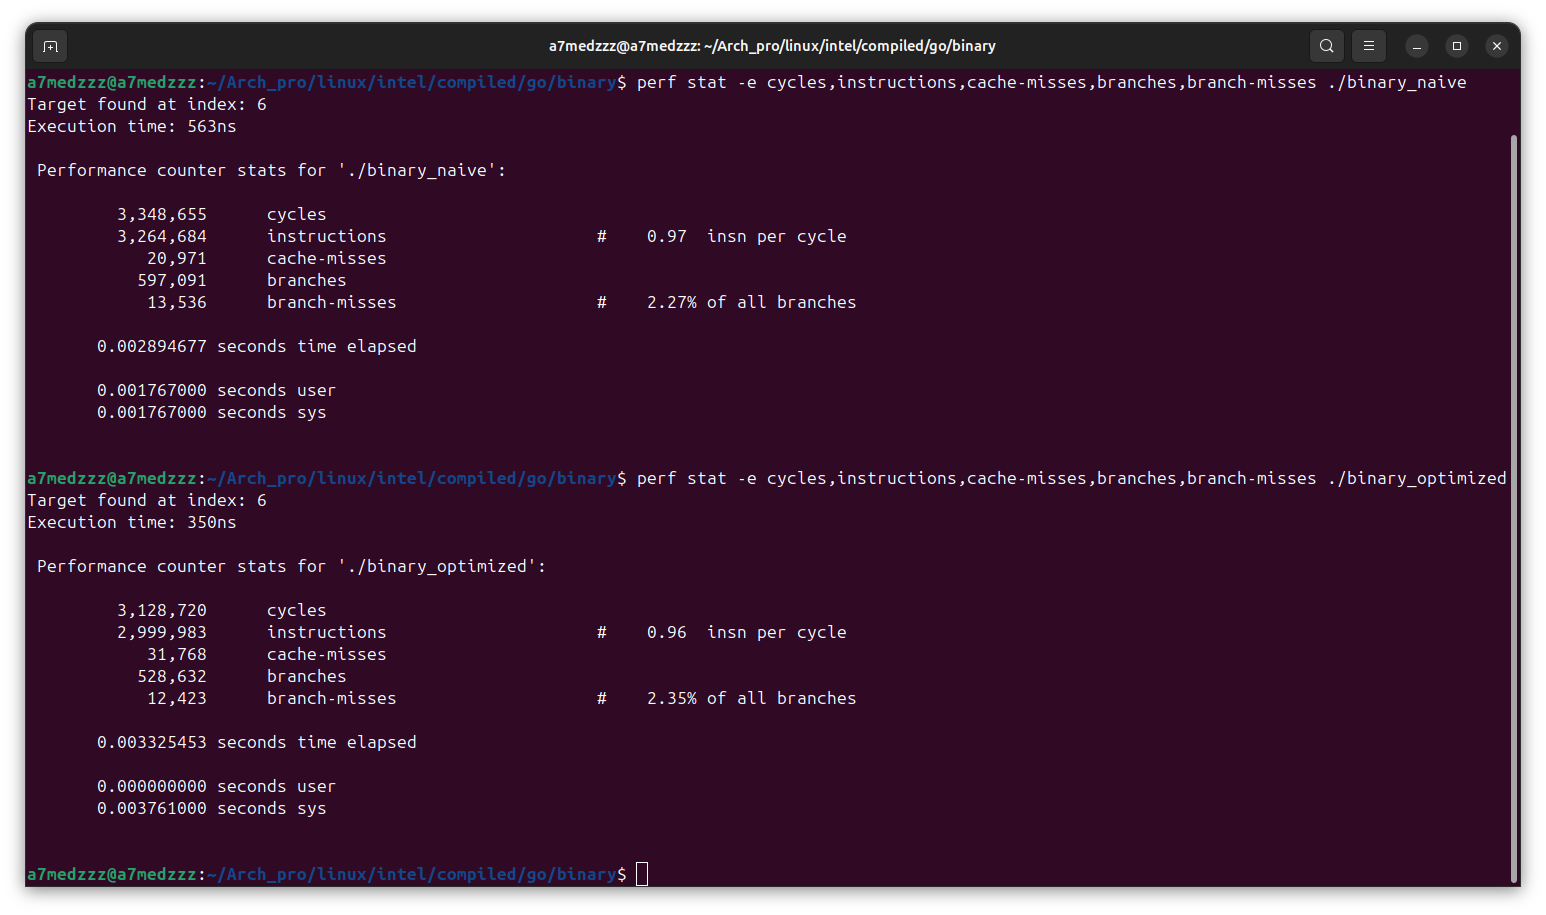 a7medzzz@a7medzzz: ~/Arch_pro/linux/intel/compiled/go/binary
a7medzzz@a7medzzz:~/Arch_pro/linux/intel/compiled/go/binary$ perf stat -e cycles,instructions,cache-misses,branches,branch-misses ./binary_naive
Target found at index: 6
Execution time: 563ns
Performance counter stats for './binary_naive':
3,348,655 cycles
3,264,684 instructions # 0.97 insn per cycle
20,971 cache-misses
597,091 branches
13,536 branch-misses # 2.27% of all branches
0.002894677 seconds time elapsed
0.001767000 seconds user
0.001767000 seconds sys
a7medzzz@a7medzzz:~/Arch_pro/linux/intel/compiled/go/binary$ perf stat -e cycles,instructions,cache-misses,branches,branch-misses ./binary_optimized
Target found at index: 6
Execution time: 350ns
Performance counter stats for './binary_optimized':
3,128,720 cycles
2,999,983 instructions # 0.96 insn per cycle
31,768 cache-misses
528,632 branches
12,423 branch-misses # 2.35% of all branches
0.003325453 seconds time elapsed
0.000000000 seconds user
0.003761000 seconds sys
a7medzzz@a7medzzz:~/Arch_pro/linux/intel/compiled/go/binary$